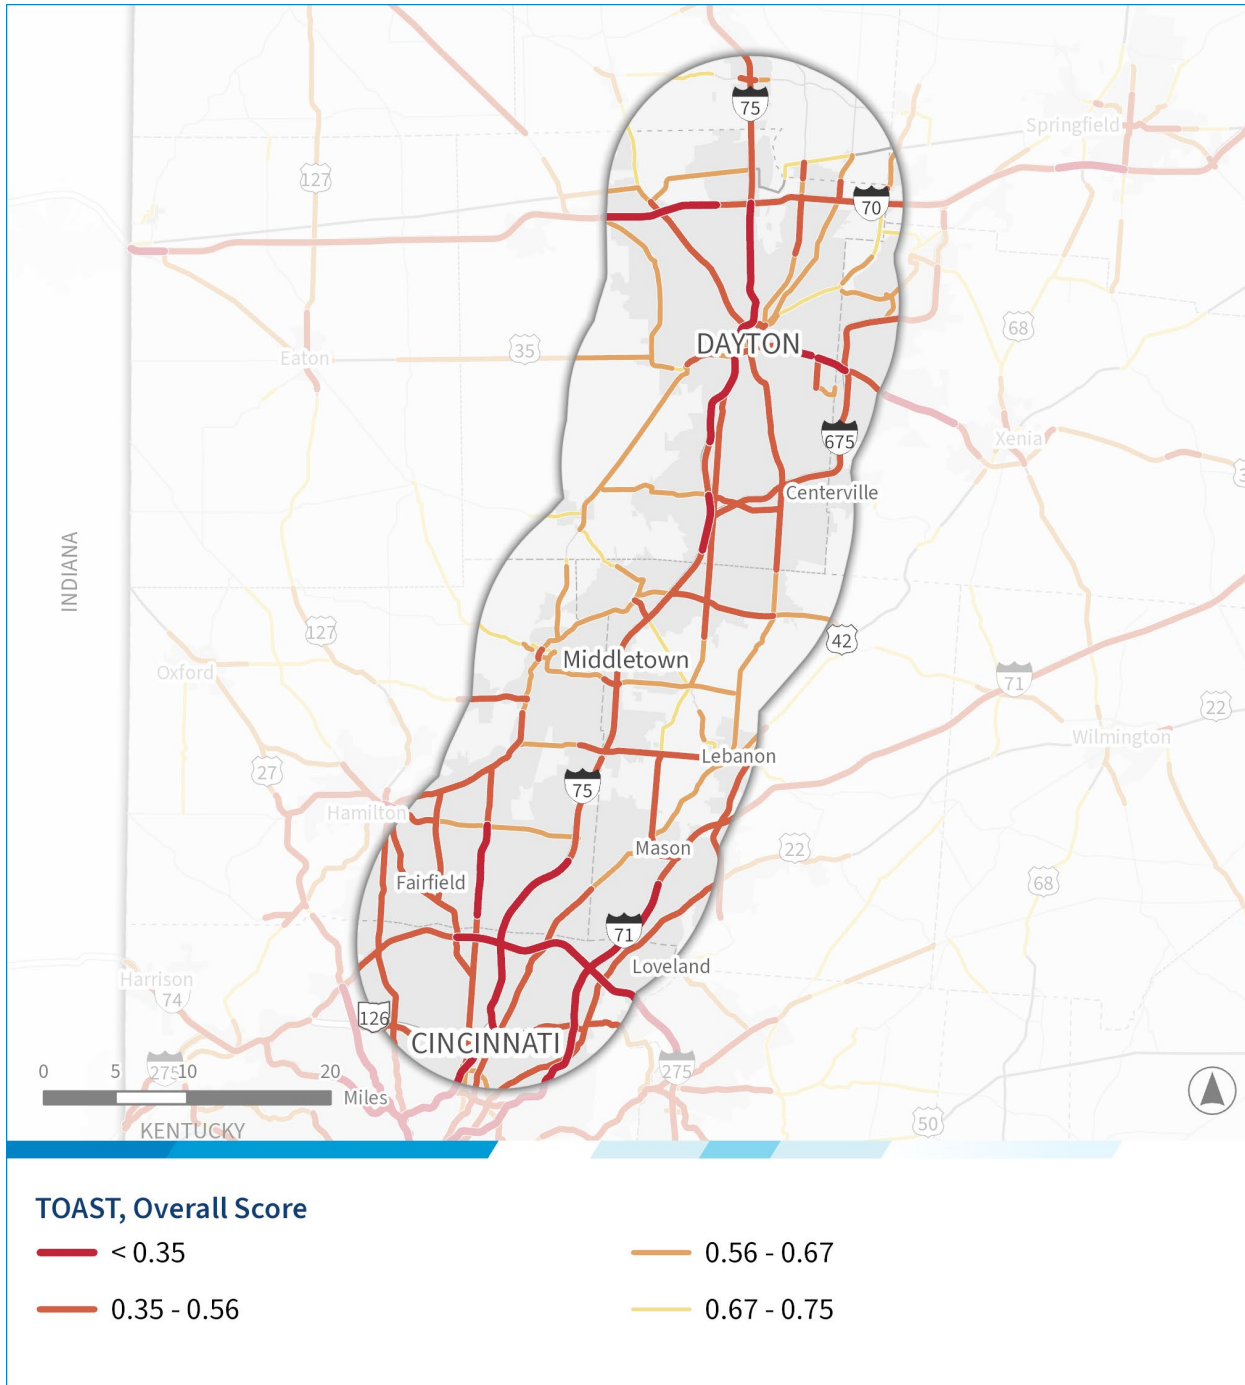 75
Springfield
127
70
DAYTON
35
68
Eaton
675
Xenia
Centerville
INDIANA
127
42
Middletown
Oxford
71
22
Wilmington
Lebanon
27
75
Hamilton
Mason
22
Fairfield
68
71
Loveland
Harrison
74
126
CINCINNATI
275
275
0 5 10 20
Miles
KENTUCKY
50
TOAST, Overall Score
< 0.35
0.56 - 0.67
0.35 - 0.56
0.67 - 0.75